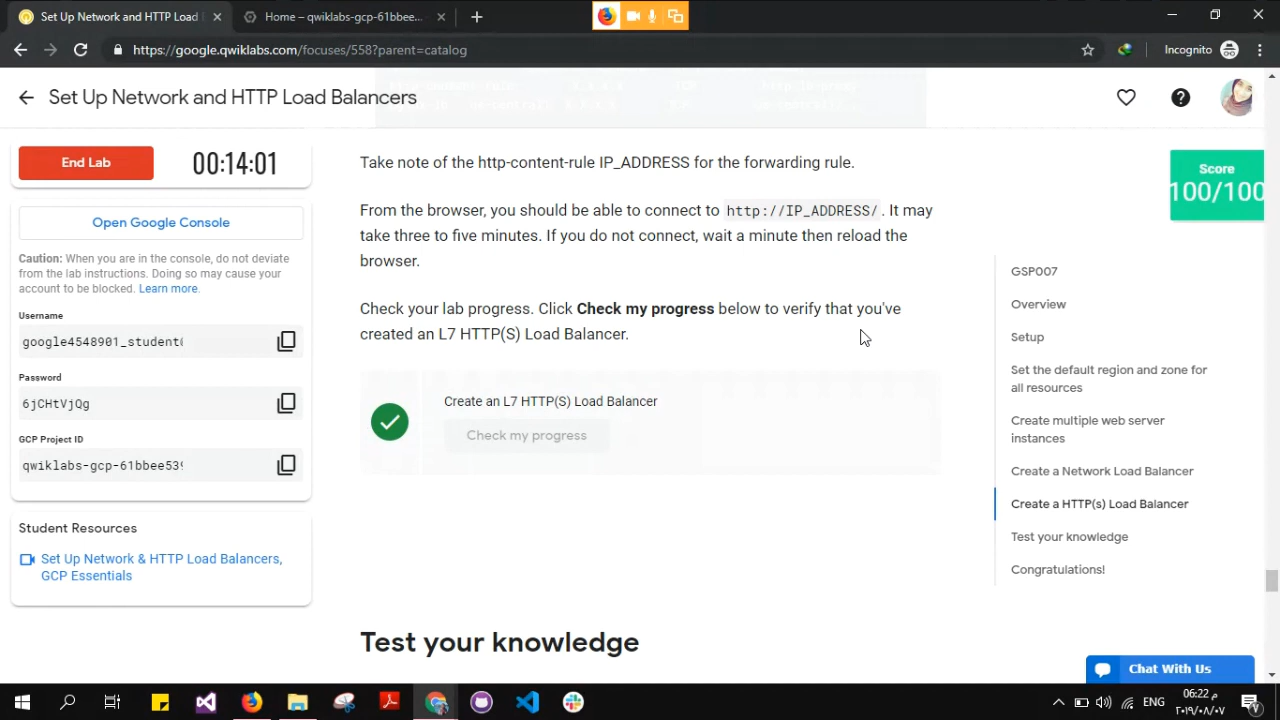 Set Up Network and HTTP Load
Home – qwiklabs-gcp-61bbee...
https://google.qwiklabs.com/focuses/558?parent=catalog
Incognito
Set Up Network and HTTP Load Balancers
End Lab
00:14:01
Open Google Console
Caution: When you are in the console, do not deviate
from the lab instructions. Doing so may cause your
account to be blocked. Learn more.
Username
google4548901_student
Password
6jCHtVjQg
GCP Project ID
qwiklabs-gcp-61bbee539
Student Resources
Set Up Network & HTTP Load Balancers,
GCP Essentials
Take note of the http-content-rule IP_ADDRESS for the forwarding rule.
From the browser, you should be able to connect to http://IP_ADDRESS/. It may
take three to five minutes. If you do not connect, wait a minute then reload the
browser.
Check your lab progress. Click Check my progress below to verify that you've
created an L7 HTTP(S) Load Balancer.
Create an L7 HTTP(S) Load Balancer
Check my progress
Test your knowledge
Score
100/100
GSP007
Overview
Setup
Set the default region and zone for
all resources
Create multiple web server
instances
Create a Network Load Balancer
Create a HTTP(s) Load Balancer
Test your knowledge
Congratulations!
Chat With Us
ENG
06:22 م
٢٠١٩/٠٨/٠٧